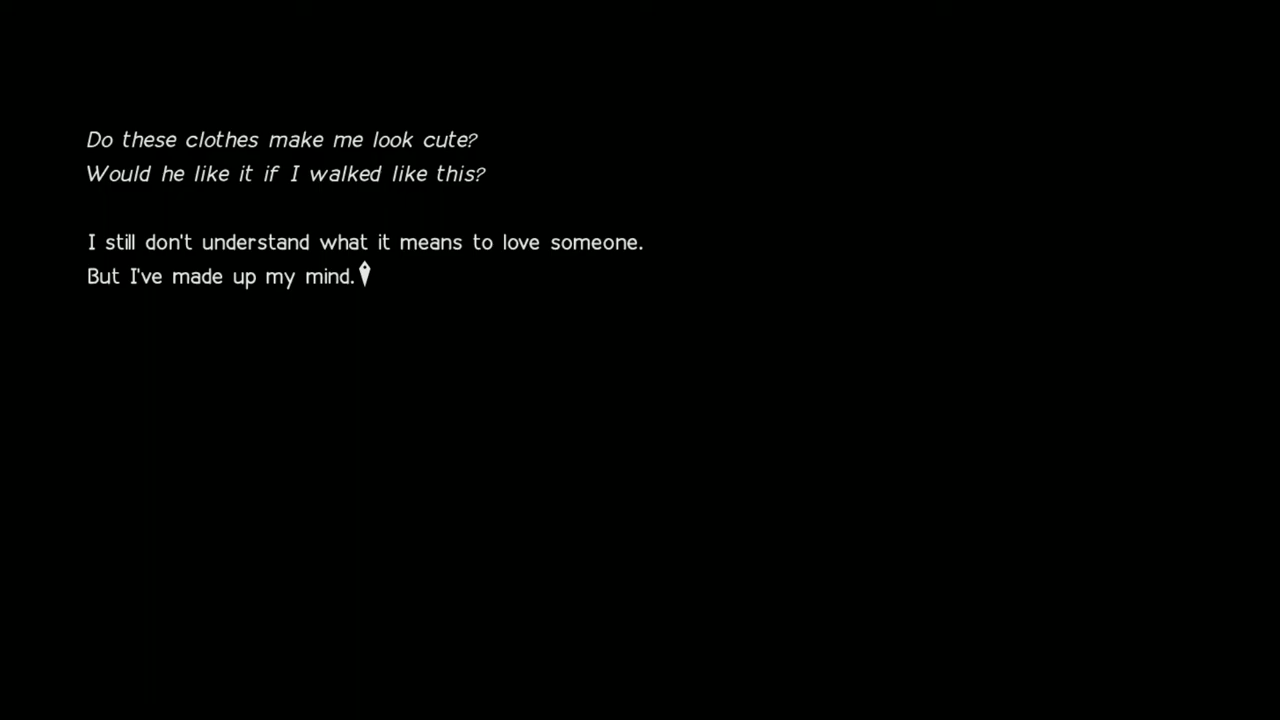 Do these clothes make me look cute?
Would he like it if I walked like this?
I still don't understand what it means to love someone.
But I've made up my mind.